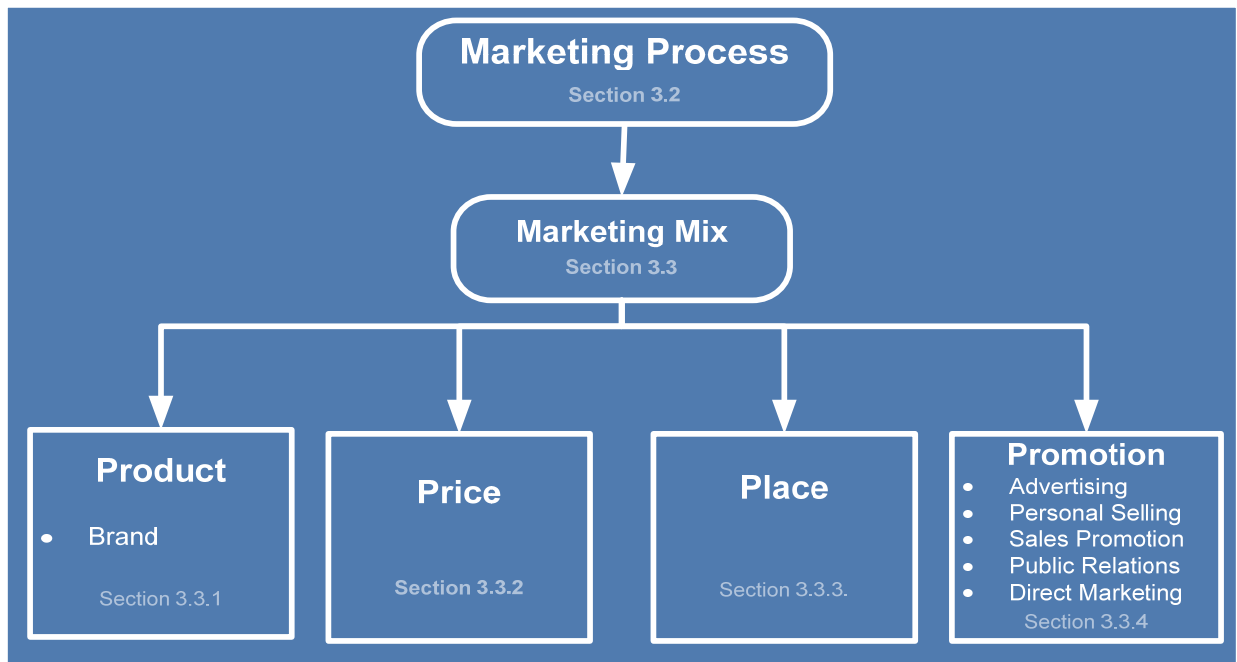 Marketing Process
Section 3.2
Marketing Mix
Section 3.3
Product
• Brand
Section 3.3.1
Price
Section 3.3.2
Place
Section 3.3.3.
Promotion
• Advertising
• Personal Selling
• Sales Promotion
• Public Relations
• Direct Marketing
Section 3.3.4